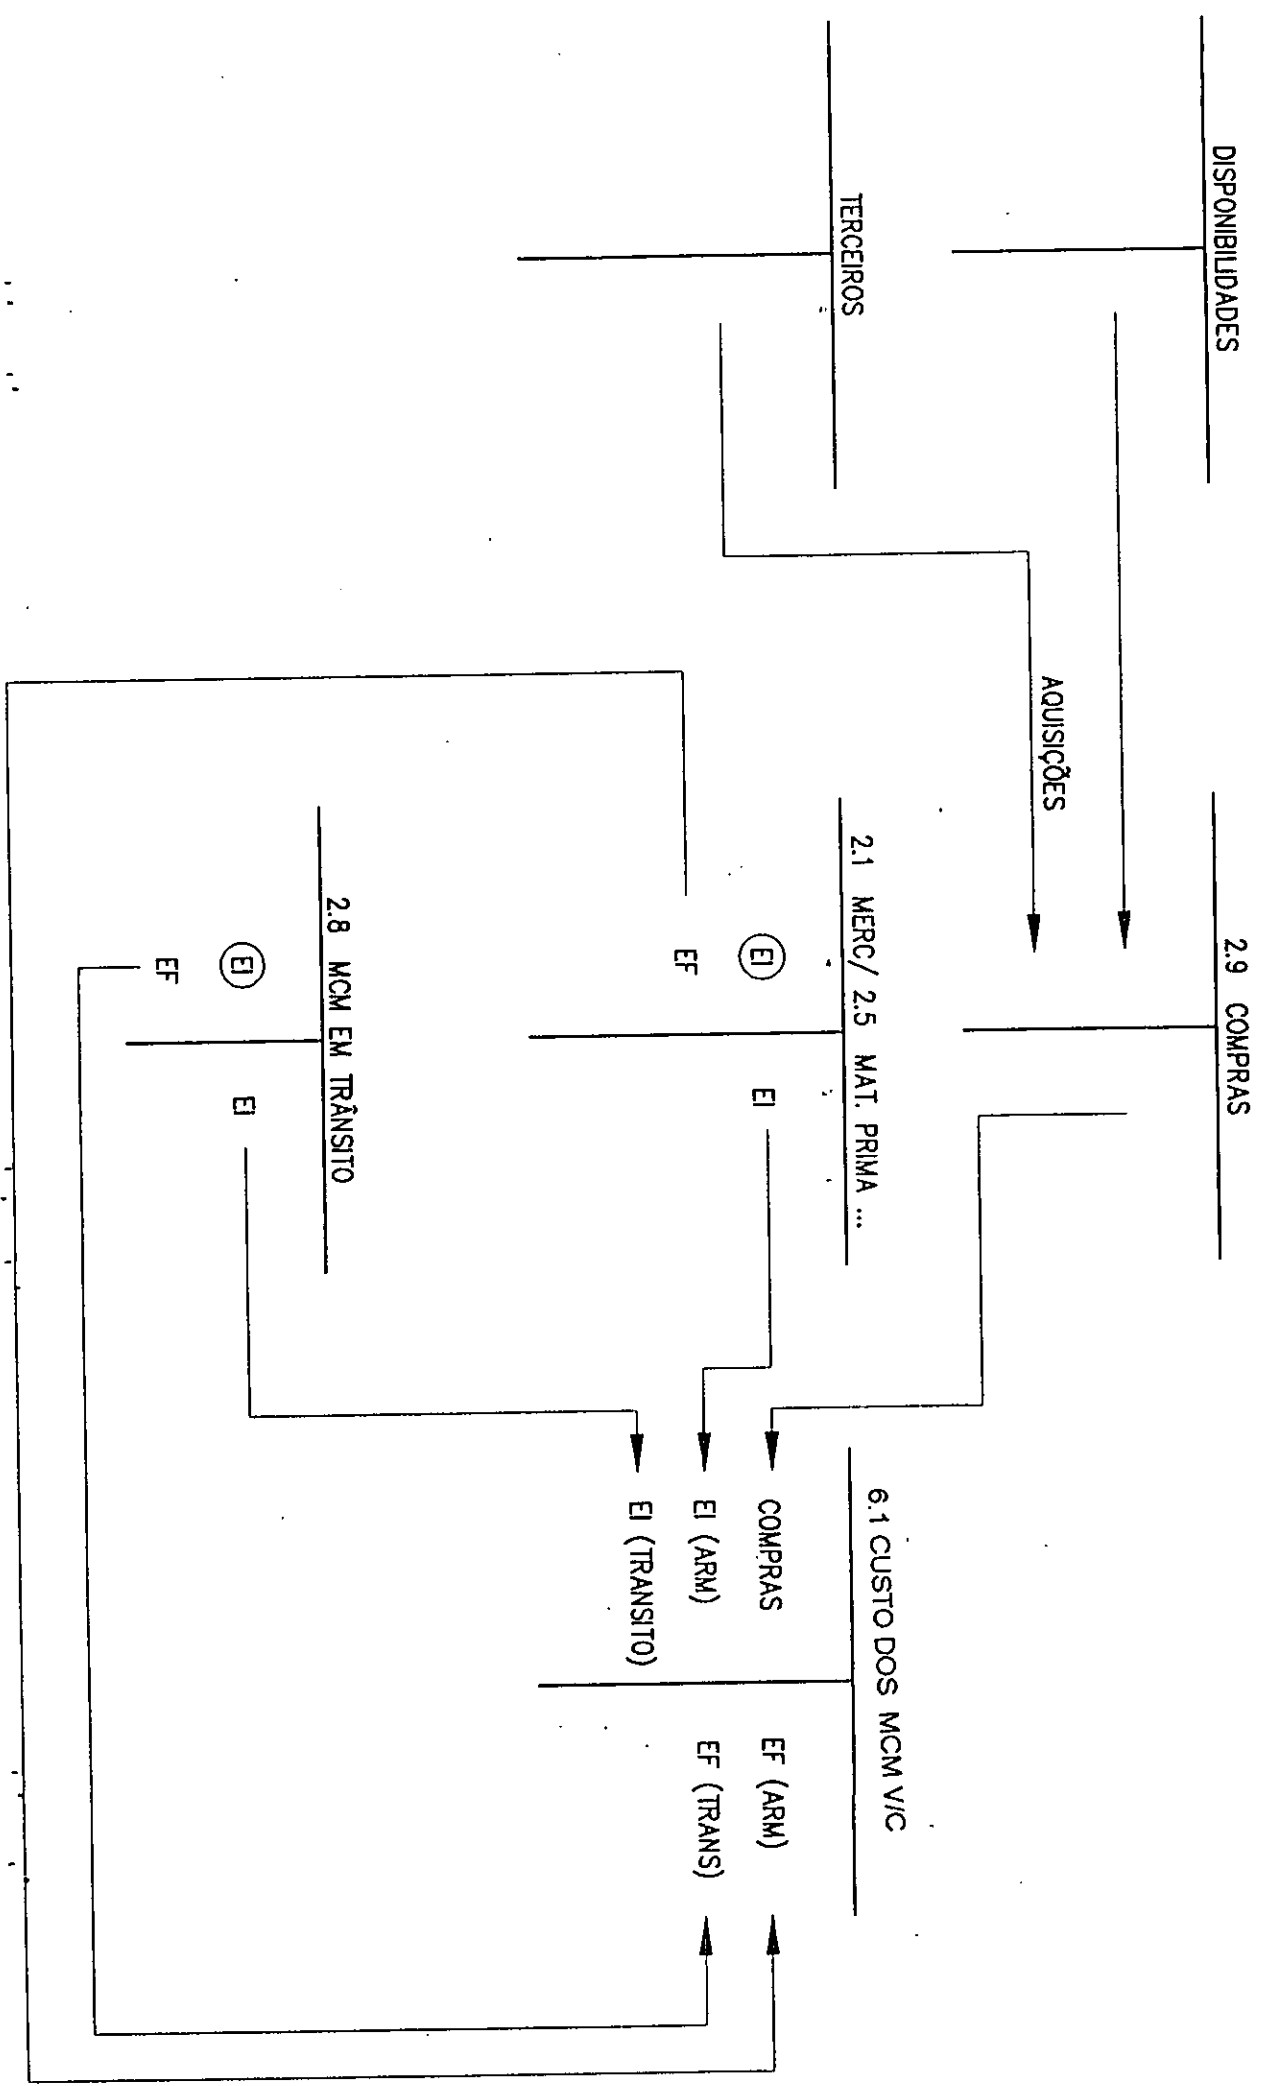 DISPONIBILIDADES
TERCEIROS
AQUISIÇÕES
2.9 COMPRAS
2.1 MERC/ 2.5 MAT. PRIMA ...
EI
EI
EF
2.8 MCM EM TRÂNSITO
EI
EI
EF
6.1 CUSTO DOS MCM V/C
COMPRAS
EF (ARM)
EI (ARM)
EF (TRANS)
EI (TRANSITO)